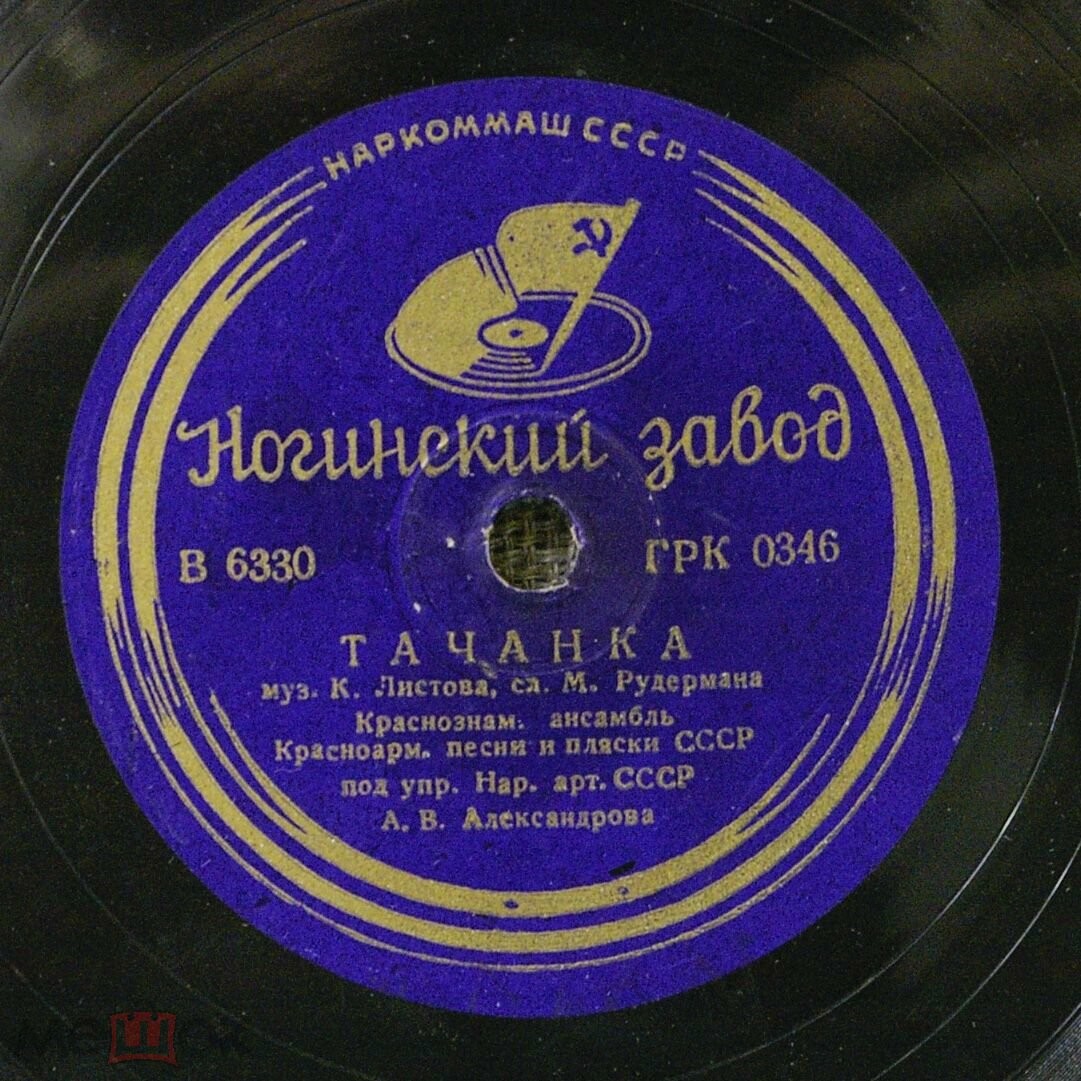 НАРКОММАШ СССР
Ногинский завод
В 6330 ГРК 0346
ТАЧАНКА
муз. К. Листова, сл. М. Рудермана
Краснознам. ансамбль
Красноарм. песни и пляски СССР
под упр. Нар. арт. СССР
А. В. Александрова
мешок